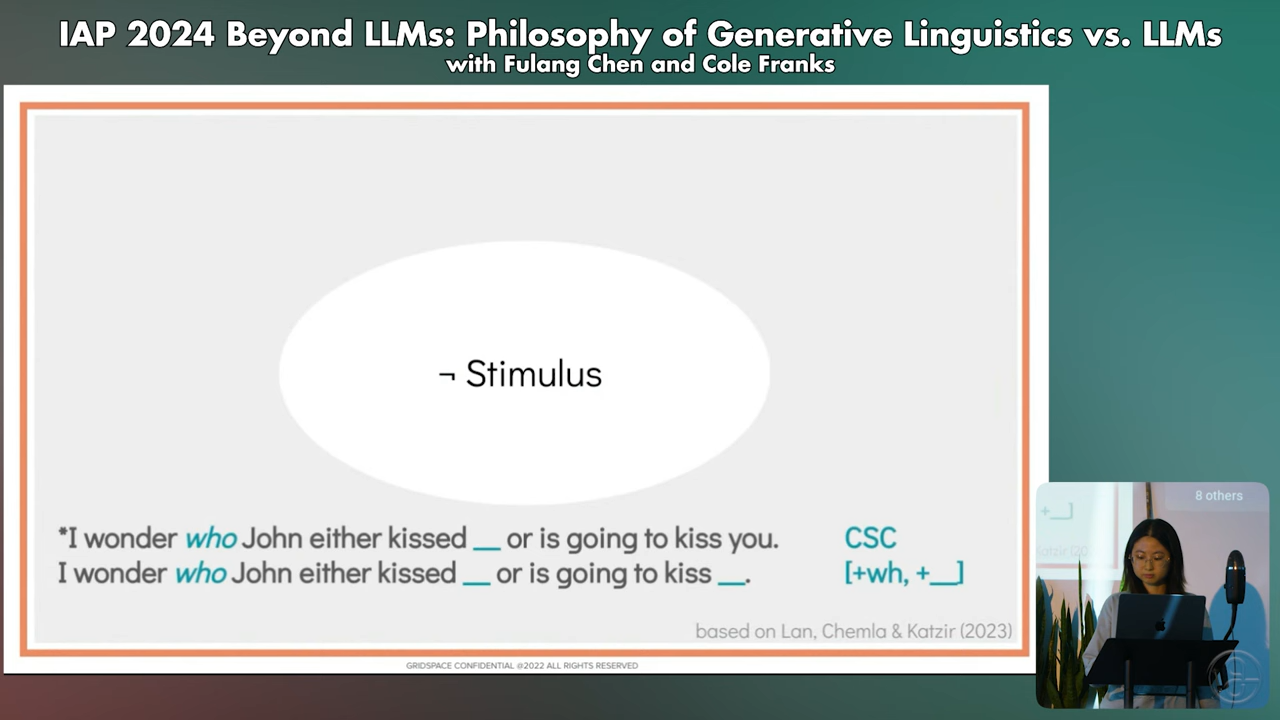 IAP 2024 Beyond LLMs: Philosophy of Generative Linguistics vs. LLMs
with Fulang Chen and Cole Franks
¬ Stimulus
*I wonder who John either kissed __ or is going to kiss you. CSC
I wonder who John either kissed __ or is going to kiss __. [+wh, +__]
based on Lan, Chemla & Katzir (2023)
GRIDSPACE CONFIDENTIAL @2022 ALL RIGHTS RESERVED
8 others
+__]